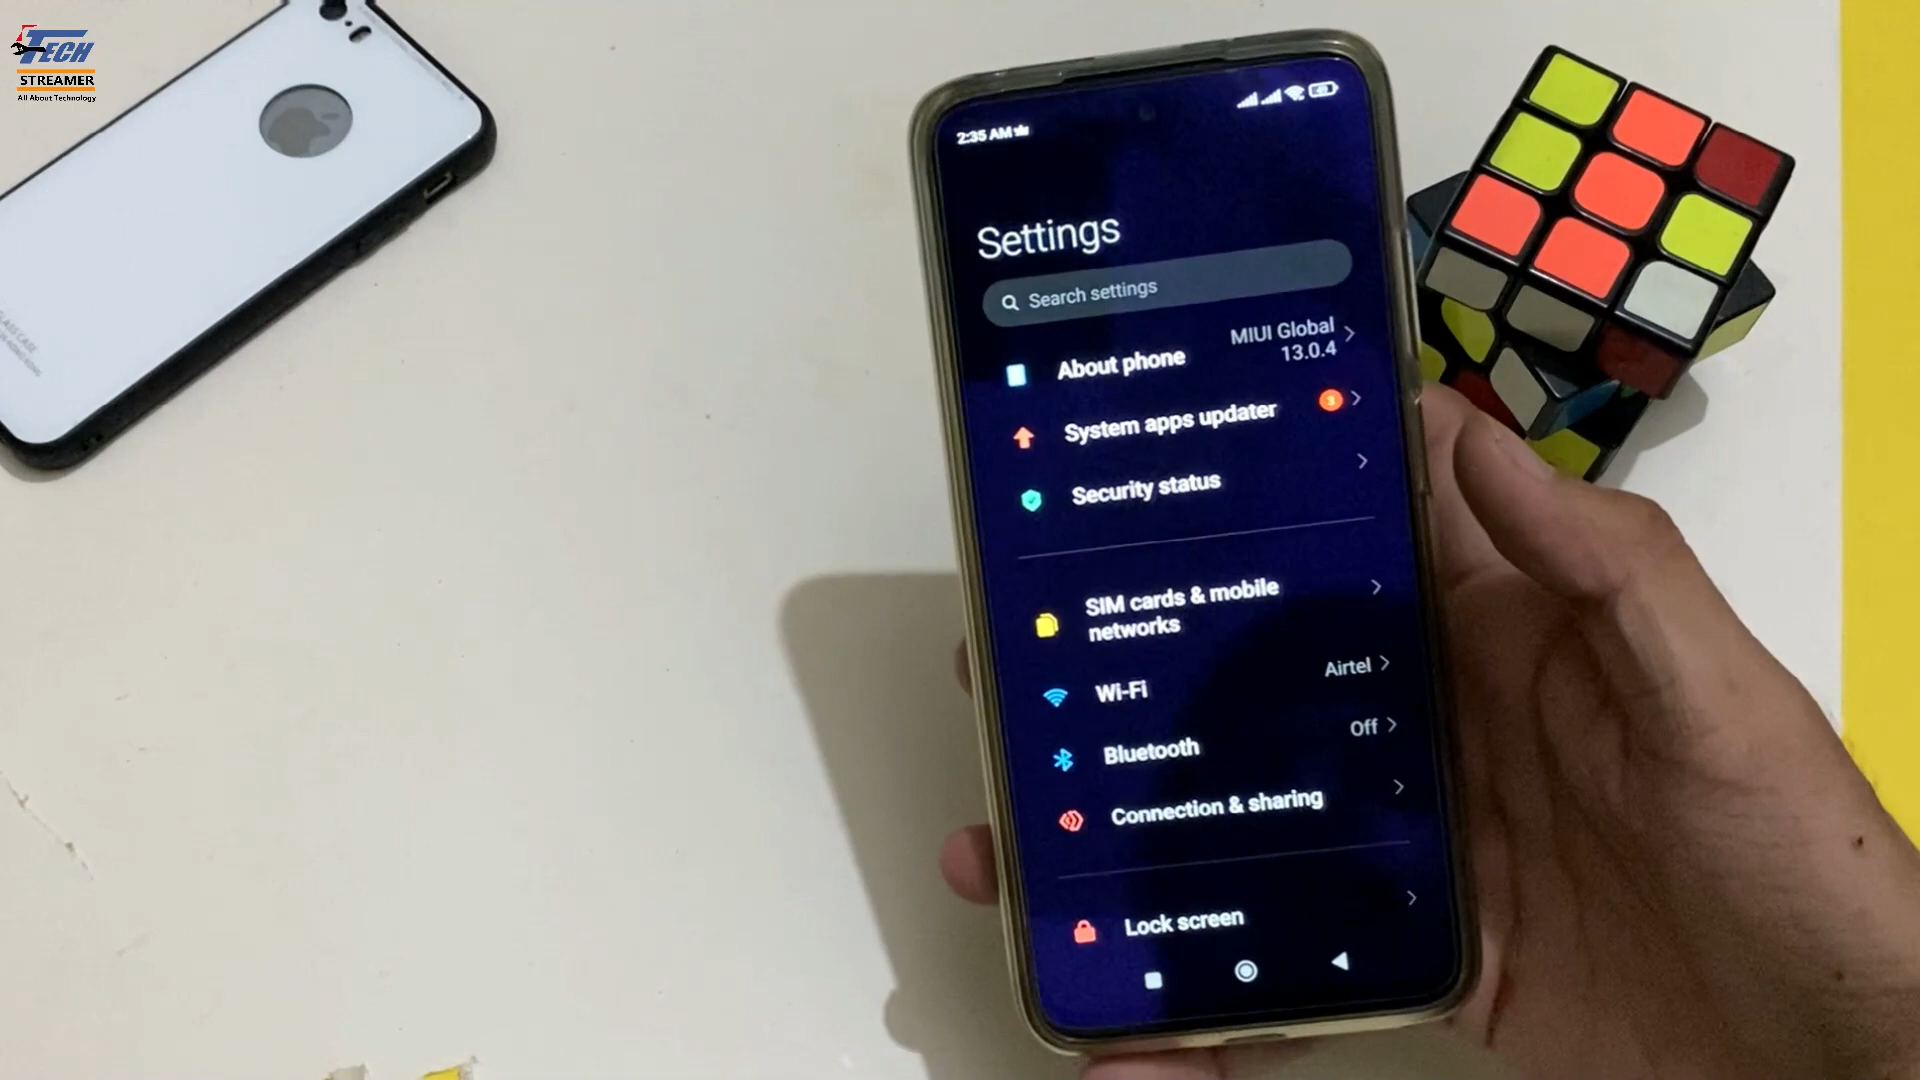 TECH
STREAMER
All About Technology
2:35 AM
Settings
Search settings
About phone
MIUI Global
13.0.4
System apps updater
3
Security status
SIM cards & mobile
networks
Wi-Fi
Airtel
Bluetooth
Off
Connection & sharing
Lock screen